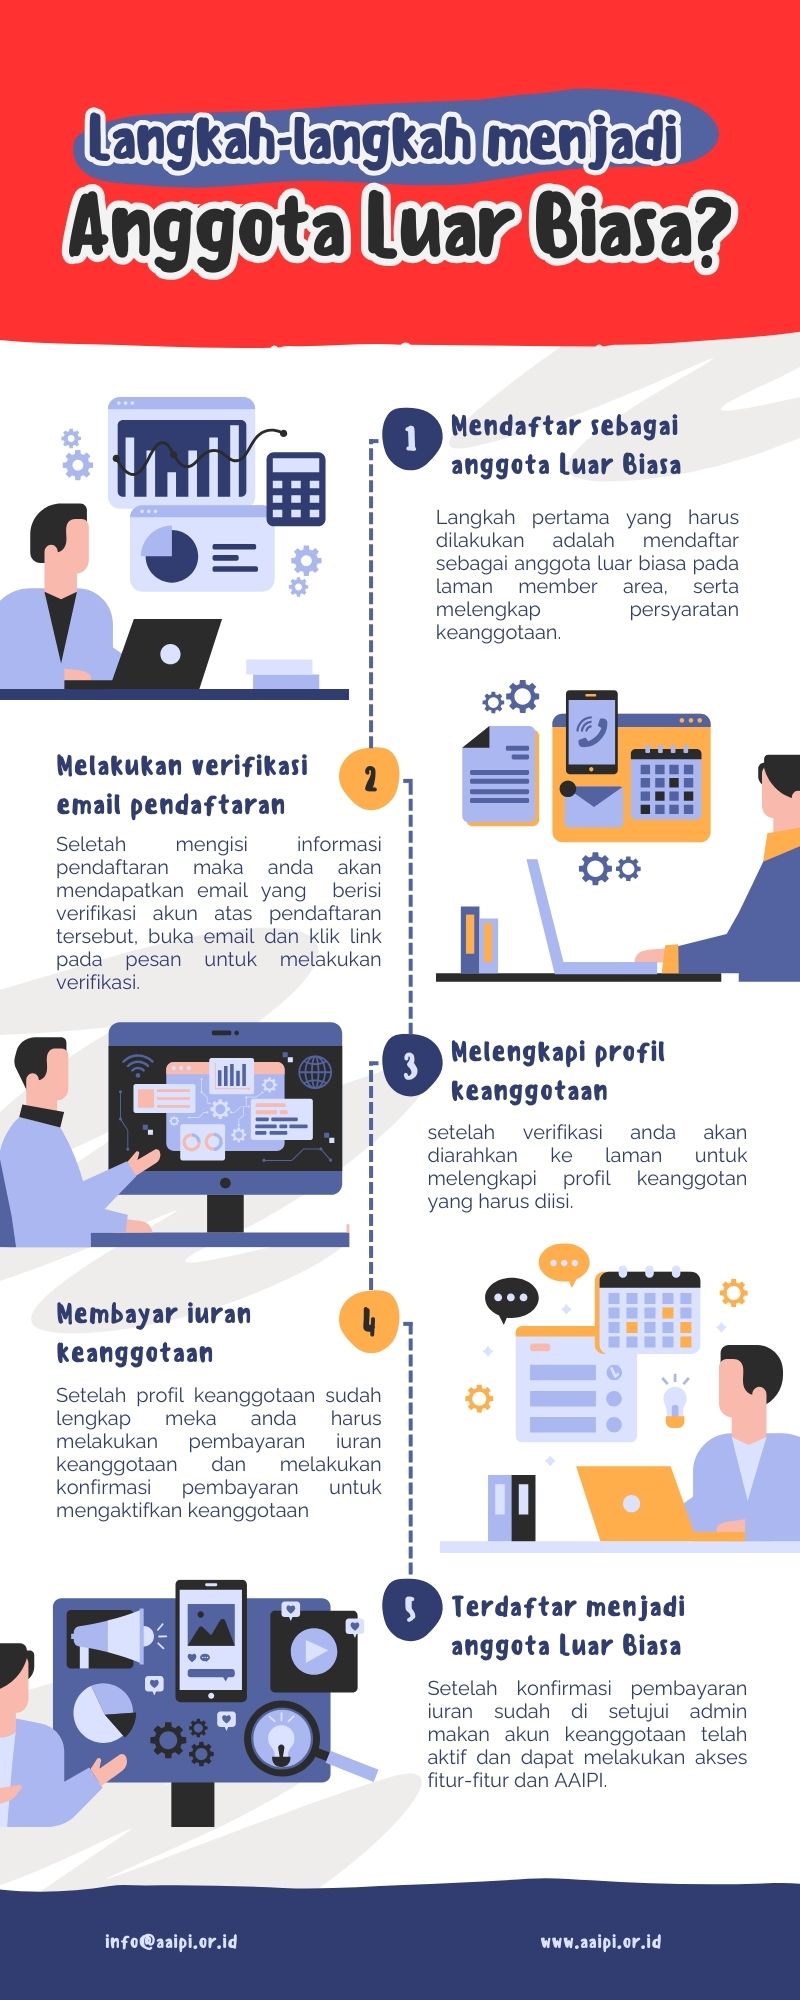 Langkah-langkah menjadi
Anggota Luar Biasa?
1
Mendaftar sebagai
anggota Luar Biasa
Langkah pertama yang harus
dilakukan adalah mendaftar
sebagai anggota luar biasa pada
laman member area, serta
melengkap persyaratan
keanggotaan.
2
Melakukan verifikasi
email pendaftaran
Seletah mengisi informasi
pendaftaran maka anda akan
mendapatkan email yang berisi
verifikasi akun atas pendaftaran
tersebut, buka email dan klik link
pada pesan untuk melakukan
verifikasi.
3
Melengkapi profil
keanggotaan
setelah verifikasi anda akan
diarahkan ke laman untuk
melengkapi profil keanggotan
yang harus diisi.
4
Membayar iuran
keanggotaan
Setelah profil keanggotaan sudah
lengkap meka anda harus
melakukan pembayaran iuran
keanggotaan dan melakukan
konfirmasi pembayaran untuk
mengaktifkan keanggotaan
5
Terdaftar menjadi
anggota Luar Biasa
Setelah konfirmasi pembayaran
iuran sudah di setujui admin
makan akun keanggotaan telah
aktif dan dapat melakukan akses
fitur-fitur dan AAIPI.
info@aaipi.or.id
www.aaipi.or.id